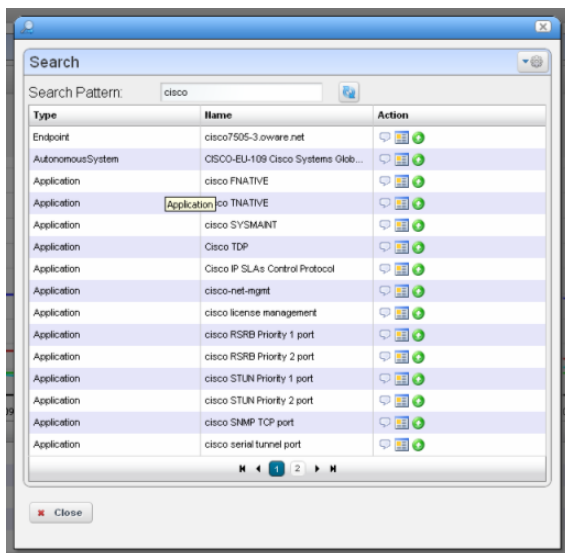 Search
Search Pattern: cisco
Type Name Action
Endpoint cisco7505-3.oware.net
AutonomousSystem CISCO-EU-109 Cisco Systems Glob...
Application cisco FNATIVE
Application Application co TNATIVE
Application cisco SYSMAINT
Application Cisco TDP
Application Cisco IP SLAs Control Protocol
Application cisco-net-mgmt
Application cisco license management
Application cisco RSRB Priority 1 port
Application cisco RSRB Priority 2 port
Application cisco STUN Priority 1 port
Application cisco STUN Priority 2 port
Application cisco SNMP TCP port
Application cisco serial tunnel port
1 2
Close